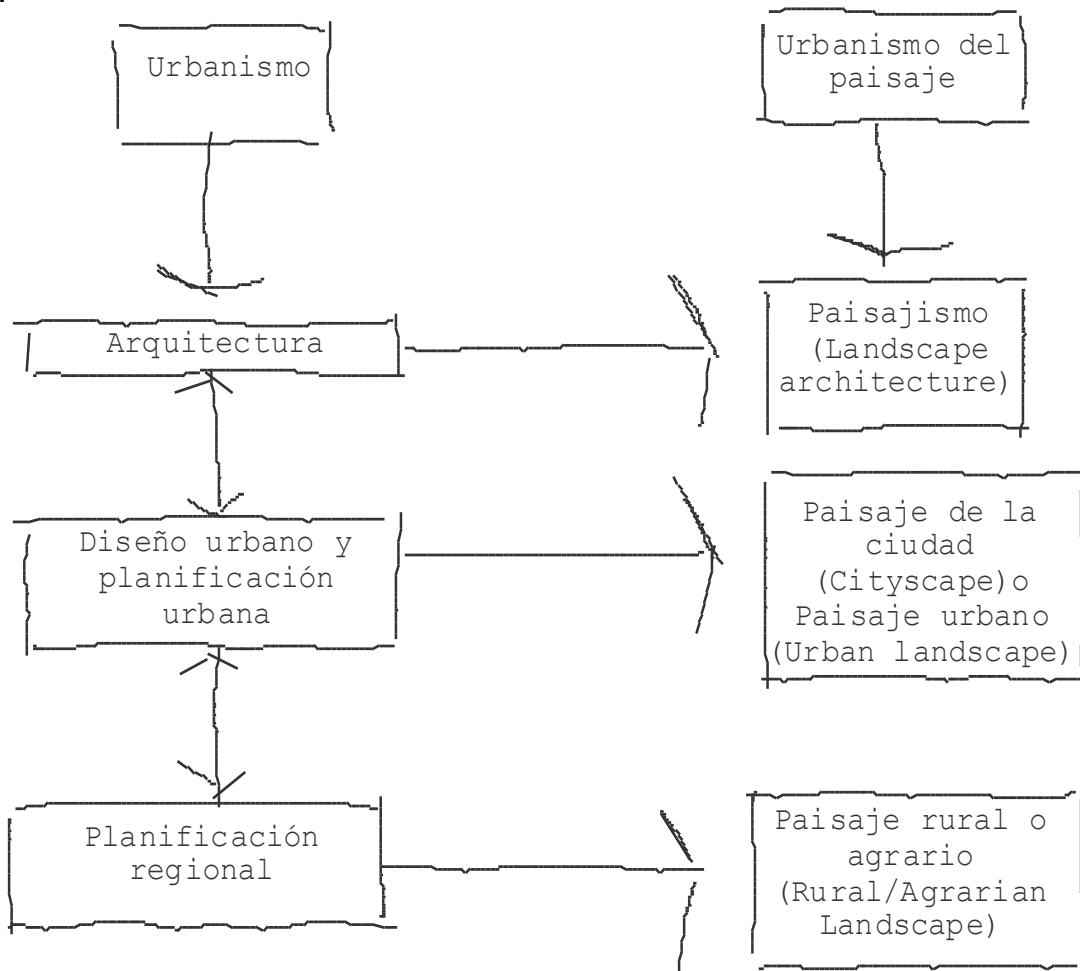 Urbanismo
Urbanismo del
paisaje
Arquitectura
Paisajismo
(Landscape
architecture)
Diseño urbano y
planificación
urbana
Paisaje de la
ciudad
(Cityscape)o
Paisaje urbano
(Urban landscape)
Planificación
regional
Paisaje rural o
agrario
(Rural/Agrarian
Landscape)